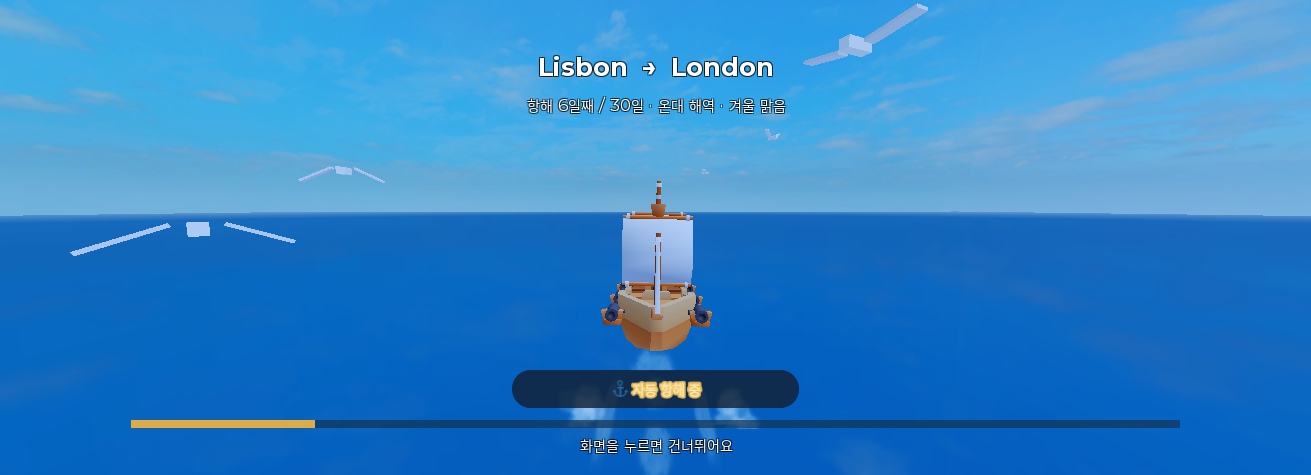 Lisbon → London
항해 6일째 / 30일 · 온대 해역 · 겨울 맑음
⚓ 자동 항해 중
화면을 누르면 건너뛰어요